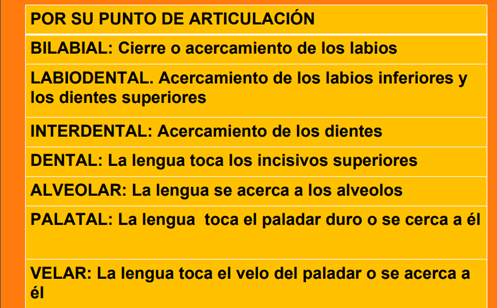 POR SU PUNTO DE ARTICULACIÓN
BILABIAL: Cierre o acercamiento de los labios
LABIODENTAL. Acercamiento de los labios inferiores y
los dientes superiores
INTERDENTAL: Acercamiento de los dientes
DENTAL: La lengua toca los incisivos superiores
ALVEOLAR: La lengua se acerca a los alveolos
PALATAL: La lengua toca el paladar duro o se cerca a él
VELAR: La lengua toca el velo del paladar o se acerca a
él